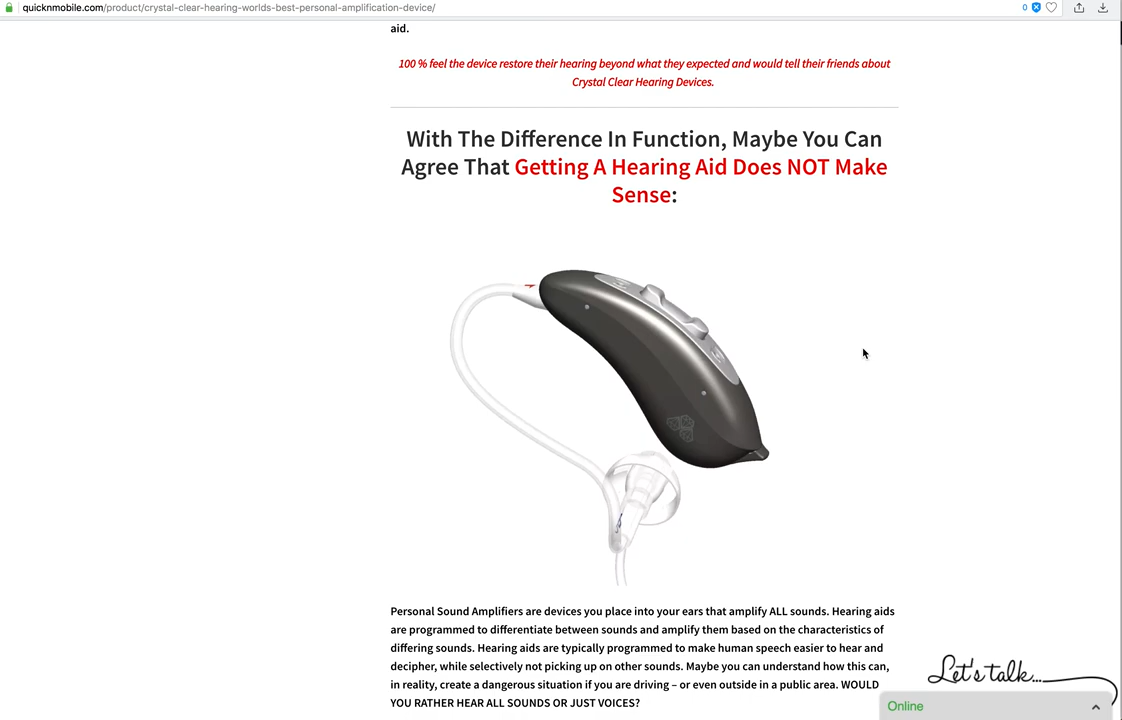 quicknmobile.com/product/crystal-clear-hearing-worlds-best-personal-amplification-device/
0
aid.
100 % feel the device restore their hearing beyond what they expected and would tell their friends about
Crystal Clear Hearing Devices.
With The Difference In Function, Maybe You Can
Agree That Getting A Hearing Aid Does NOT Make
Sense:
Personal Sound Amplifiers are devices you place into your ears that amplify ALL sounds. Hearing aids
are programmed to differentiate between sounds and amplify them based on the characteristics of
differing sounds. Hearing aids are typically programmed to make human speech easier to hear and
decipher, while selectively not picking up on other sounds. Maybe you can understand how this can,
in reality, create a dangerous situation if you are driving – or even outside in a public area. WOULD
YOU RATHER HEAR ALL SOUNDS OR JUST VOICES?
Let's talk...
Online